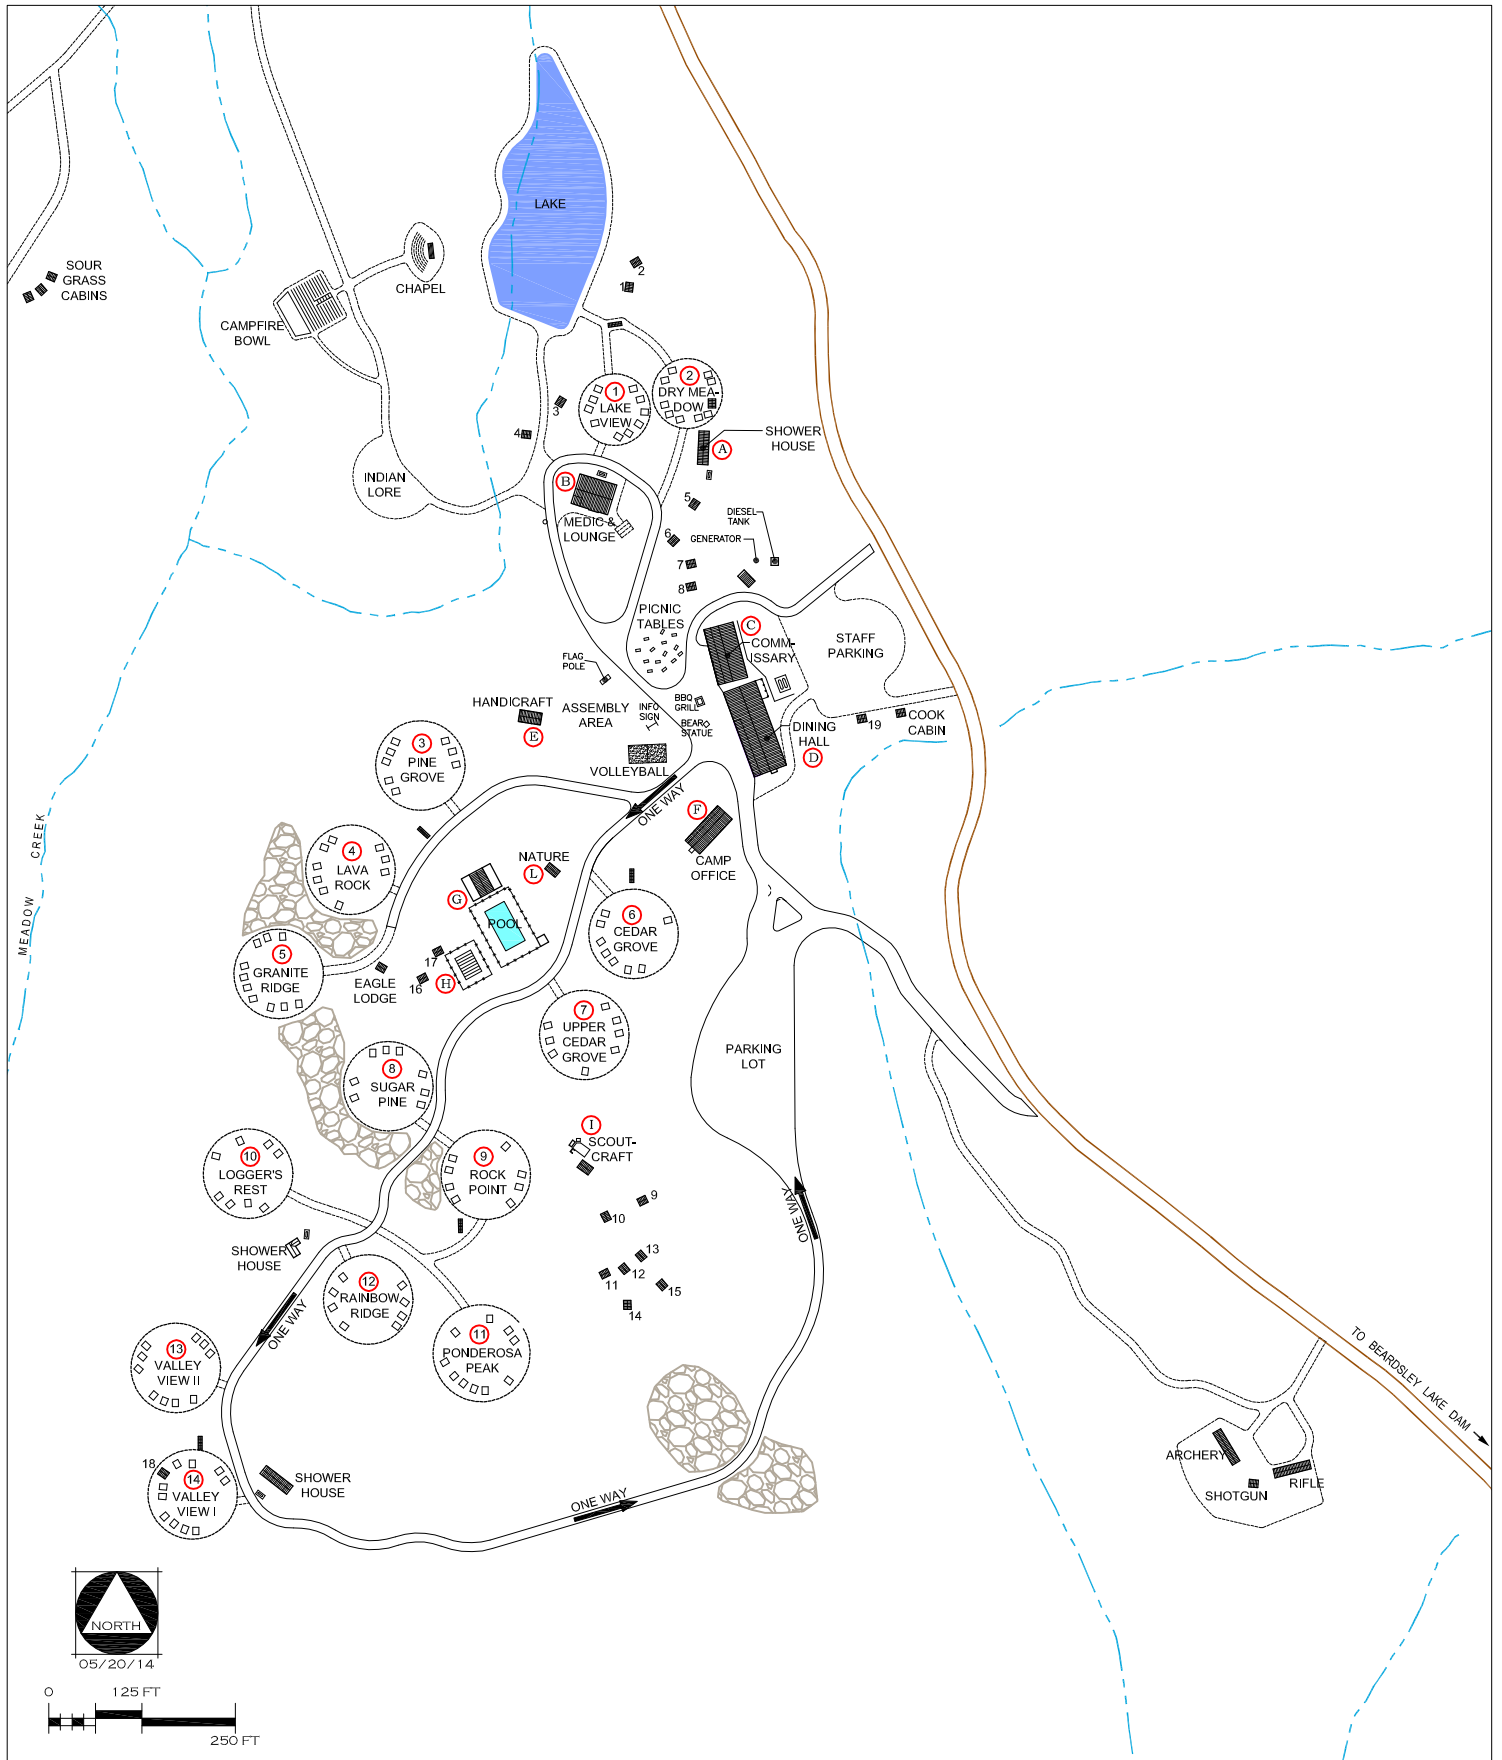 LAKE
SOUR
GRASS
CABINS
CHAPEL
CAMPFIRE
BOWL
2
1
1
LAKE
VIEW
2
DRY MEA-
DOW
3
4
SHOWER
HOUSE
A
INDIAN
LORE
B
MEDIC &
LOUNGE
5
6
7
8
DIESEL
TANK
GENERATOR
PICNIC
TABLES
C
COMM-
ISSARY
STAFF
PARKING
FLAG
POLE
HANDICRAFT
E
ASSEMBLY
AREA
INFO
SIGN
BBQ
GRILL
BEAR
STATUE
DINING
HALL
D
19
COOK
CABIN
VOLLEYBALL
ONE WAY
3
PINE
GROVE
F
CAMP
OFFICE
MEADOW CREEK
4
LAVA
ROCK
NATURE
L
G
POOL
6
CEDAR
GROVE
5
GRANITE
RIDGE
EAGLE
LODGE
17
16
H
7
UPPER
CEDAR
GROVE
PARKING
LOT
8
SUGAR
PINE
I
SCOUT-
CRAFT
10
LOGGER'S
REST
9
ROCK
POINT
9
10
13
12
11
15
14
ONE WAY
SHOWER
HOUSE
12
RAINBOW
RIDGE
ONE WAY
11
PONDEROSA
PEAK
13
VALLEY
VIEW II
TO BEARDSLEY LAKE DAM
18
14
VALLEY
VIEW I
SHOWER
HOUSE
ONE WAY
ARCHERY
SHOTGUN
RIFLE
NORTH
05/20/14
0 125 FT
250 FT